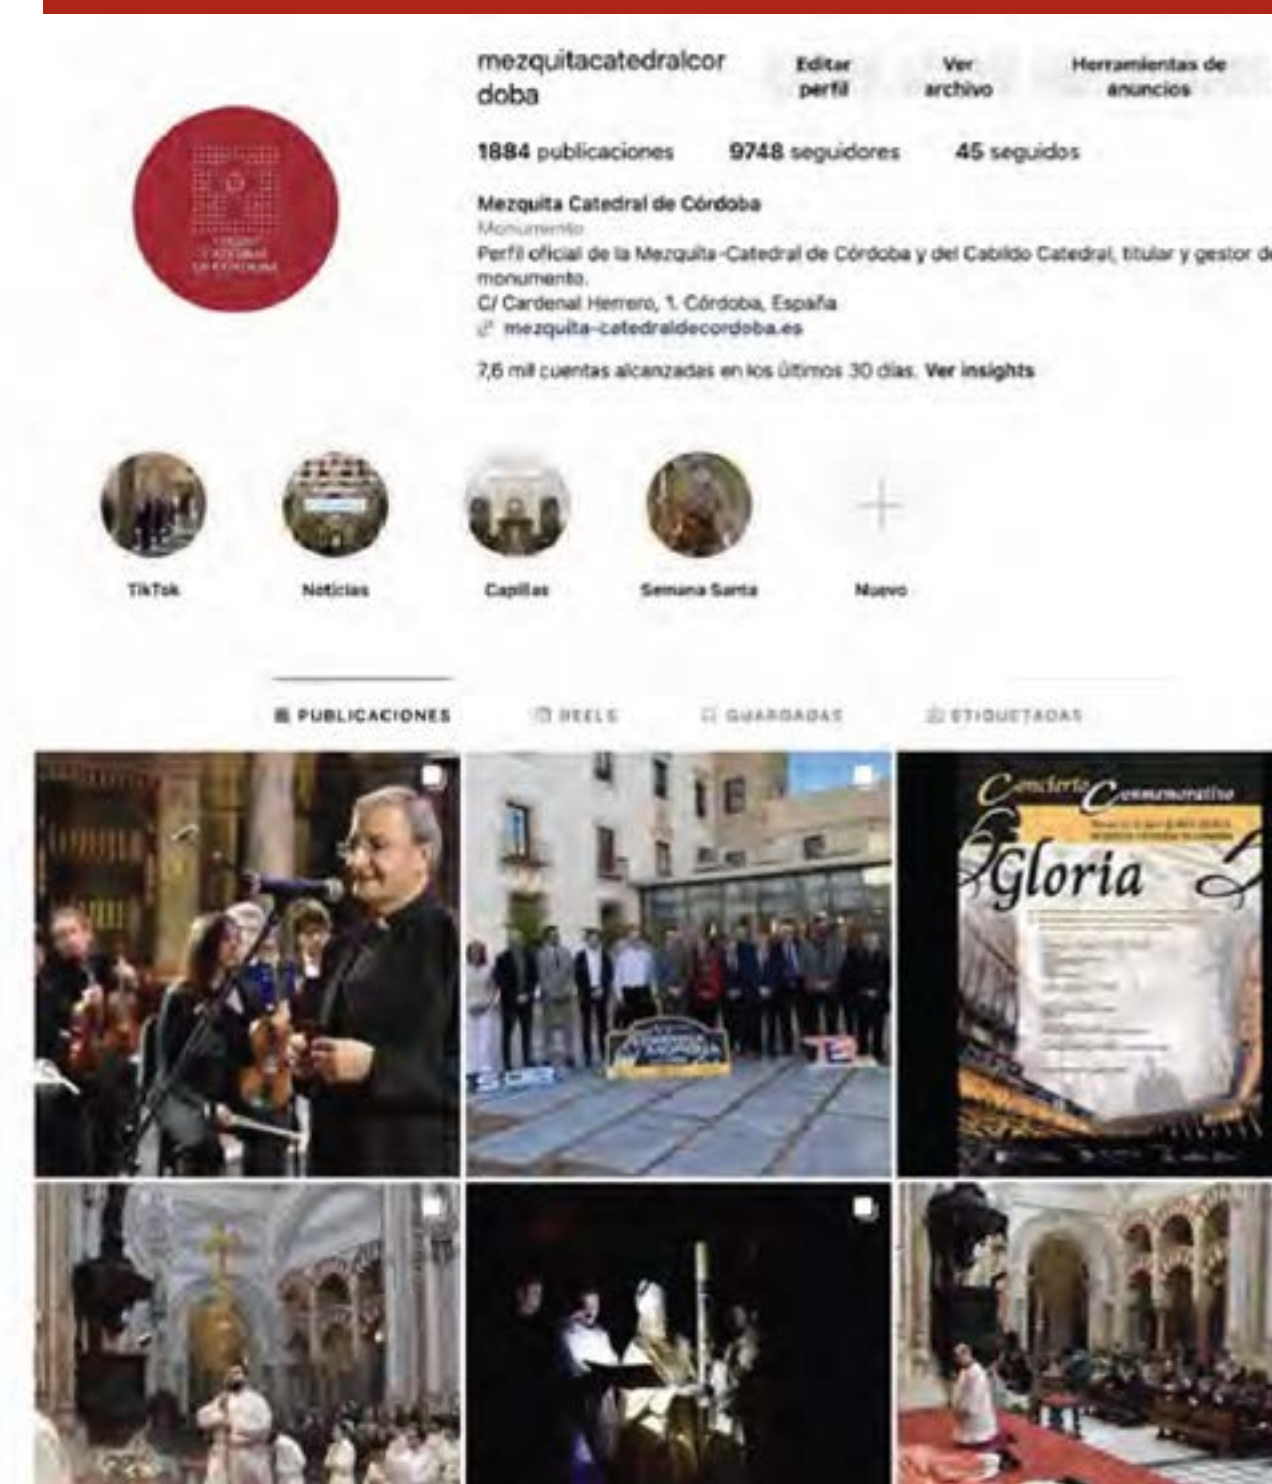 mezquitacatedralcor
doba
Editar
perfil
Ver
archivo
Herramientas de
anuncios
1884 publicaciones 9748 seguidores 45 seguidos
Mezquita Catedral de Córdoba
Monumento
Perfil oficial de la Mezquita-Catedral de Córdoba y del Cabildo Catedral, titular y gestor de
monumento.
C/ Cardenal Herrero, 1. Córdoba, España
mezquita-catedraldecordoba.es
7,6 mil cuentas alcanzadas en los últimos 30 días. Ver insights
TikTok Noticias Capillas Semana Santa Nuevo
PUBLICACIONES REELS GUARDADAS ETIQUETADAS
Concierto Conmemorativo
Gloria